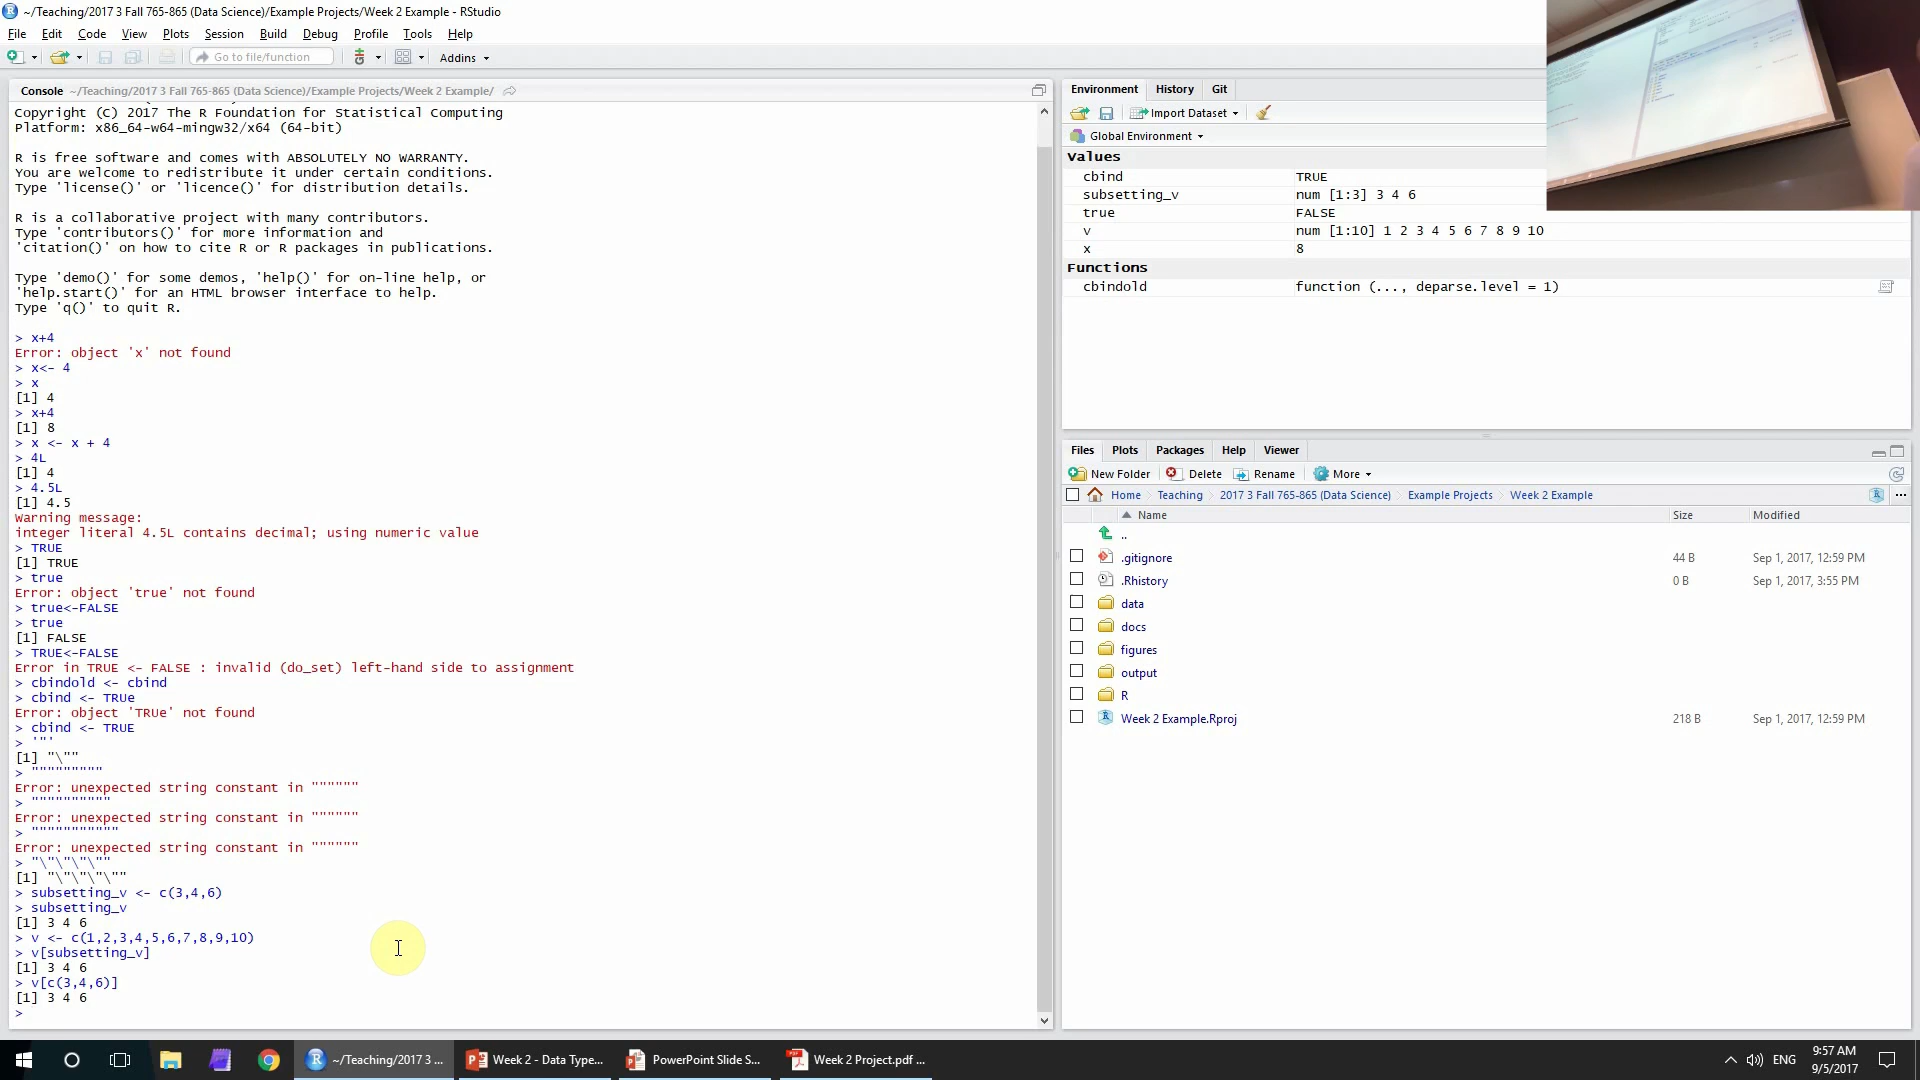 ~/Teaching/2017 3 Fall 765-865 (Data Science)/Example Projects/Week 2 Example - RStudio
File Edit Code View Plots Session Build Debug Profile Tools Help
Go to file/function Addins
Console ~/Teaching/2017 3 Fall 765-865 (Data Science)/Example Projects/Week 2 Example/
Copyright (C) 2017 The R Foundation for Statistical Computing
Platform: x86_64-w64-mingw32/x64 (64-bit)
R is free software and comes with ABSOLUTELY NO WARRANTY.
You are welcome to redistribute it under certain conditions.
Type 'license()' or 'licence()' for distribution details.
R is a collaborative project with many contributors.
Type 'contributors()' for more information and
'citation()' on how to cite R or R packages in publications.
Type 'demo()' for some demos, 'help()' for on-line help, or
'help.start()' for an HTML browser interface to help.
Type 'q()' to quit R.
> x+4
Error: object 'x' not found
> x<- 4
> x
[1] 4
> x+4
[1] 8
> x <- x + 4
> 4L
[1] 4
> 4.5L
[1] 4.5
Warning message:
integer literal 4.5L contains decimal; using numeric value
> TRUE
[1] TRUE
> true
Error: object 'true' not found
> true<-FALSE
> true
[1] FALSE
> TRUE<-FALSE
Error in TRUE <- FALSE : invalid (do_set) left-hand side to assignment
> cbindold <- cbind
> cbind <- TRUe
Error: object 'TRUe' not found
> cbind <- TRUE
> '"'
[1] "\""
> """""""""
Error: unexpected string constant in """"""
> """"""""""
Error: unexpected string constant in """"""
> """""""""""
Error: unexpected string constant in """"""
> "\"\"\"\""
[1] "\"\"\"\""
> subsetting_v <- c(3,4,6)
> subsetting_v
[1] 3 4 6
> v <- c(1,2,3,4,5,6,7,8,9,10)
> v[subsetting_v]
[1] 3 4 6
> v[c(3,4,6)]
[1] 3 4 6
>
Environment History Git
Import Dataset
Global Environment
Values
cbind TRUE
subsetting_v num [1:3] 3 4 6
true FALSE
v num [1:10] 1 2 3 4 5 6 7 8 9 10
x 8
Functions
cbindold function (..., deparse.level = 1)
Files Plots Packages Help Viewer
New Folder Delete Rename More
Home Teaching 2017 3 Fall 765-865 (Data Science) Example Projects Week 2 Example ...
Name Size Modified
..
.gitignore 44 B Sep 1, 2017, 12:59 PM
.Rhistory 0 B Sep 1, 2017, 3:55 PM
data
docs
figures
output
R
Week 2 Example.Rproj 218 B Sep 1, 2017, 12:59 PM
~/Teaching/2017 3 ... Week 2 - Data Type... PowerPoint Slide S... Week 2 Project.pdf ... ENG 9:57 AM
9/5/2017